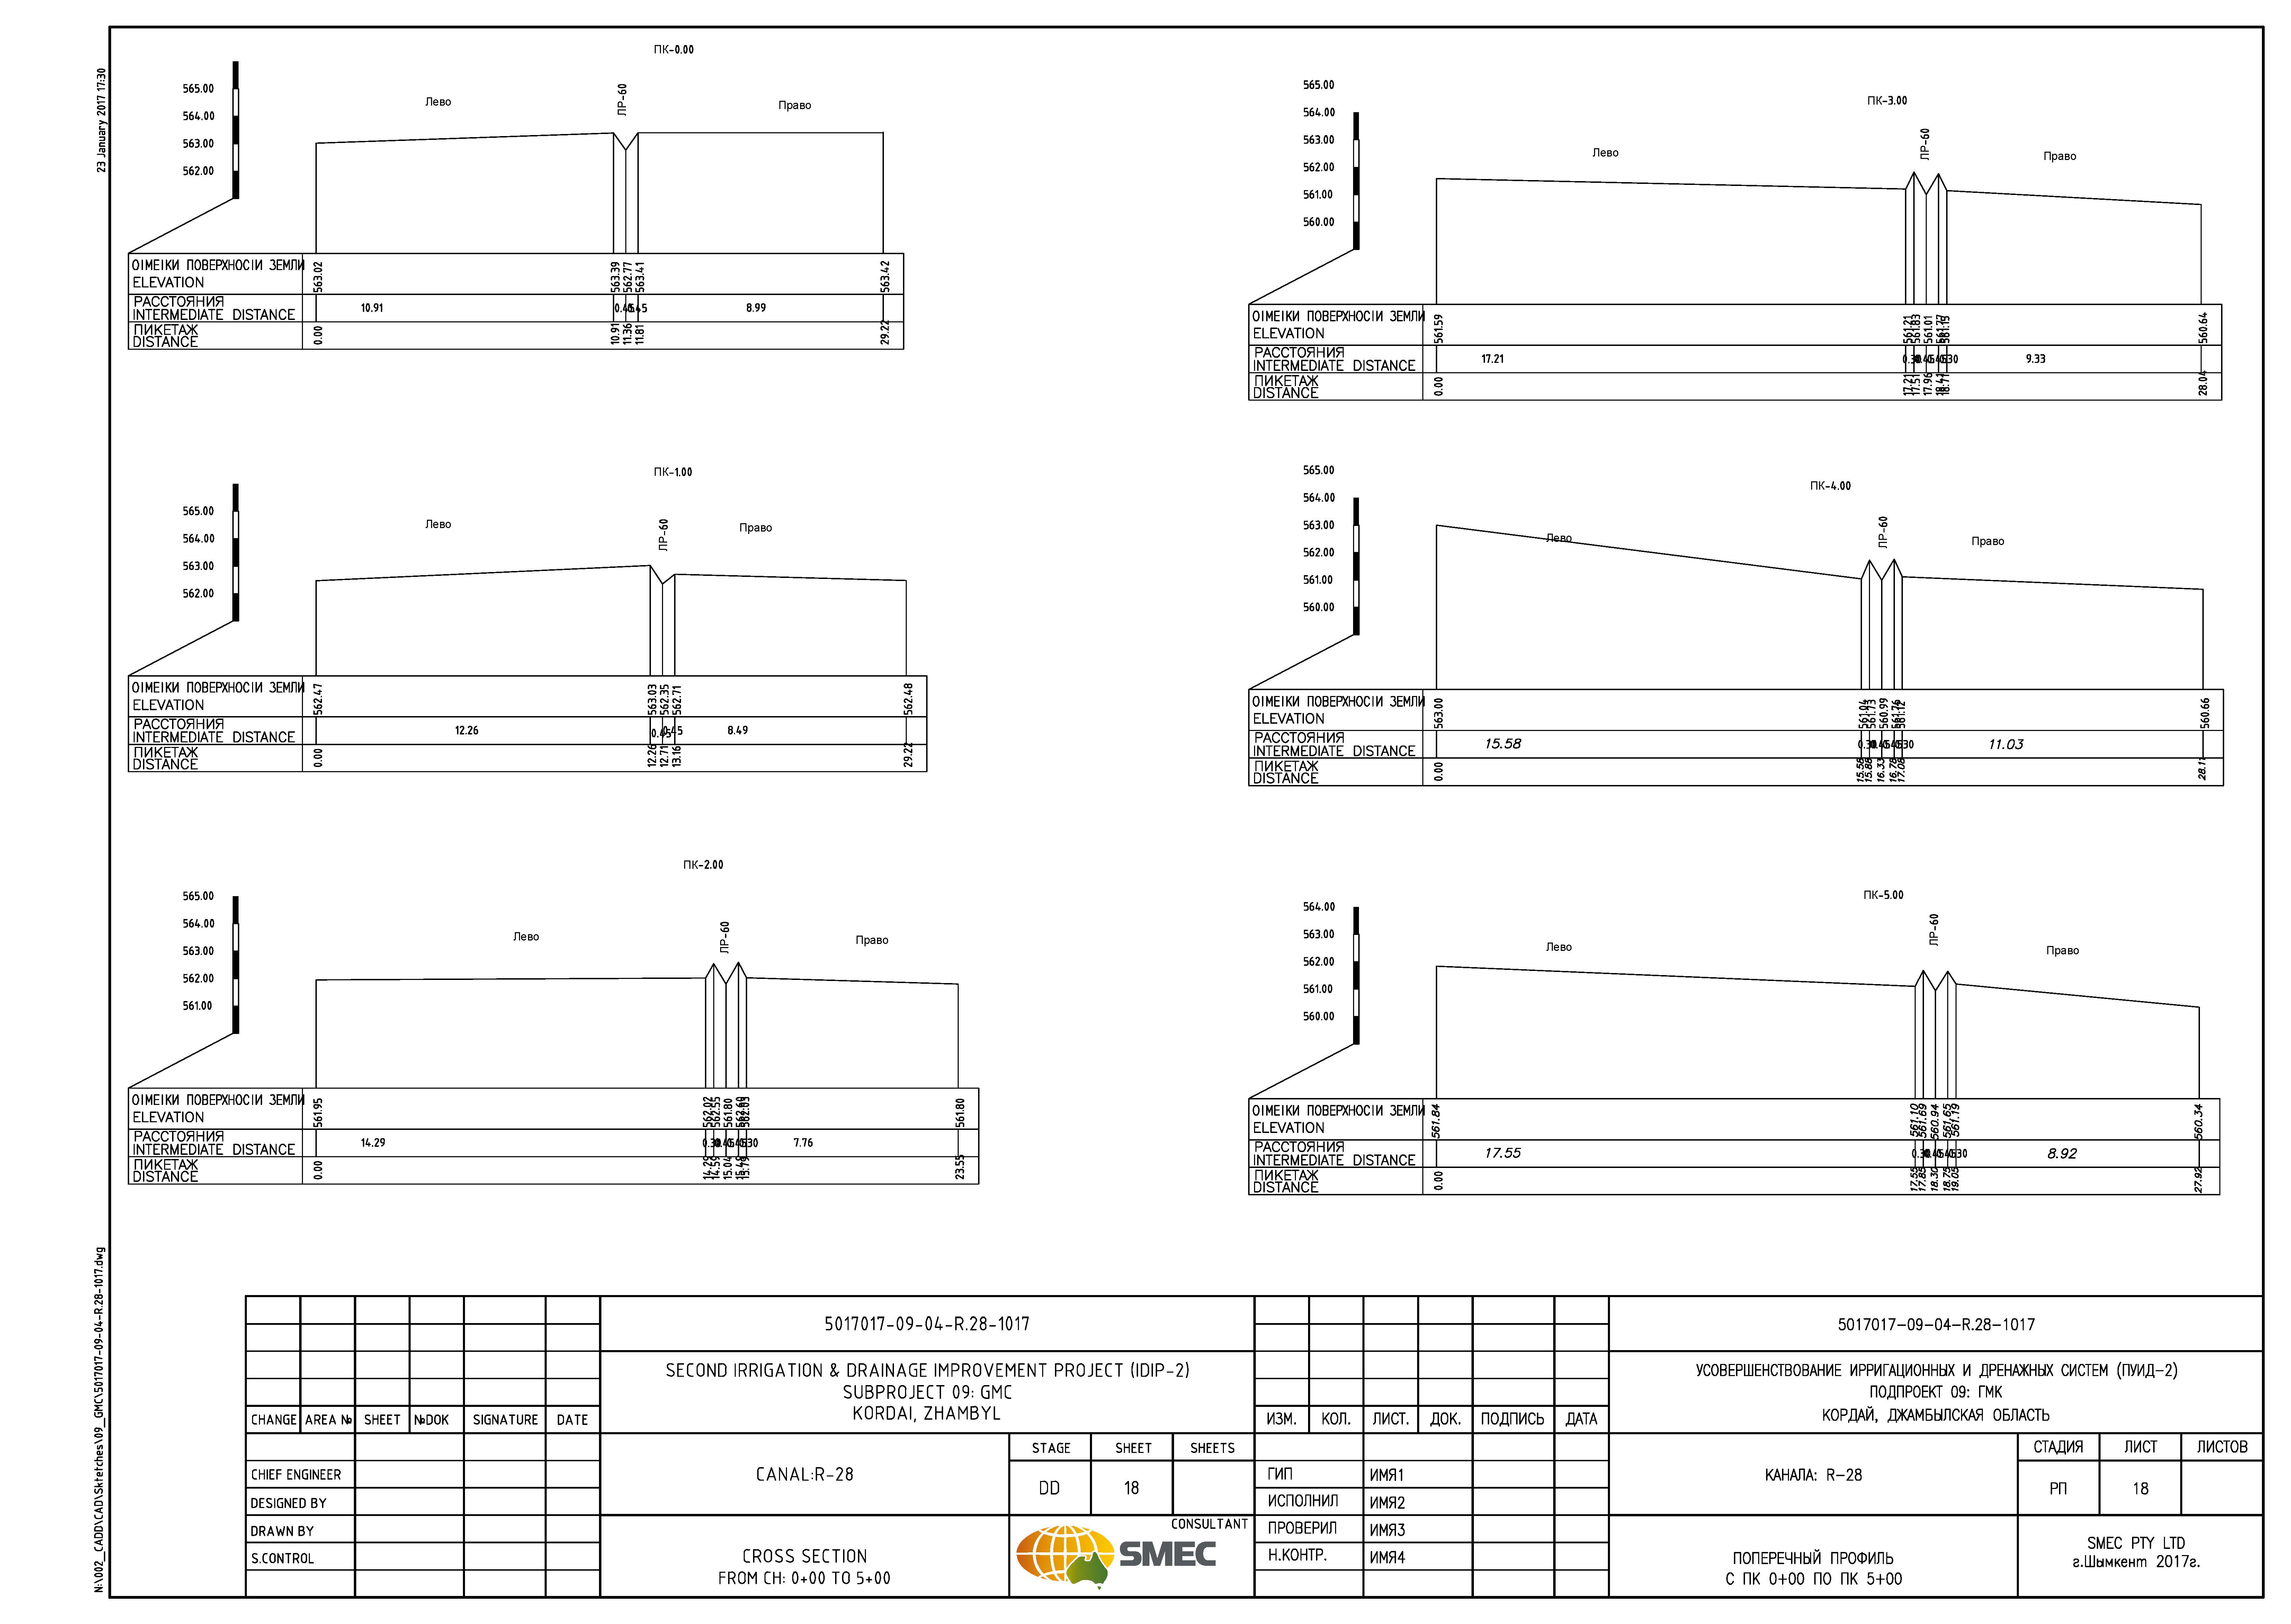 23 January 2017 17:30
N:\002_CADD\CAD\Sktetches\09_GMC\5017017-09-04-R.28-1017.dwg
ПК-0.00
565.00
564.00
563.00
562.00
Лево
ЛР-60
Право
ОІМЕІКИ ПОВЕРХНОСІИ ЗЕМЛИ
ELEVATION
563.02 563.39 562.77 563.41 563.42
РАССТОЯНИЯ
INTERMEDIATE DISTANCE
10.91 0.45 0.45 8.99
ПИКЕТАЖ
DISTANCE
0.00 10.91 11.36 11.81 29.22
ПК-1.00
565.00
564.00
563.00
562.00
Лево
ЛР-60
Право
ОІМЕІКИ ПОВЕРХНОСІИ ЗЕМЛИ
ELEVATION
562.47 563.03 562.35 562.71 562.48
РАССТОЯНИЯ
INTERMEDIATE DISTANCE
12.26 0.45 0.45 8.49
ПИКЕТАЖ
DISTANCE
0.00 12.26 12.71 13.16 29.22
ПК-2.00
565.00
564.00
563.00
562.00
561.00
Лево
ЛР-60
Право
ОІМЕІКИ ПОВЕРХНОСІИ ЗЕМЛИ
ELEVATION
561.95 562.02 562.55 561.80 562.60 562.03 561.80
РАССТОЯНИЯ
INTERMEDIATE DISTANCE
14.29 0.30 0.45 0.45 0.30 7.76
ПИКЕТАЖ
DISTANCE
0.00 14.29 14.59 15.04 15.49 15.79 23.55
ПК-3.00
565.00
564.00
563.00
562.00
561.00
560.00
Лево
ЛР-60
Право
ОІМЕІКИ ПОВЕРХНОСІИ ЗЕМЛИ
ELEVATION
561.59 561.21 561.83 561.01 561.77 561.15 560.64
РАССТОЯНИЯ
INTERMEDIATE DISTANCE
17.21 0.30 0.45 0.45 0.30 9.33
ПИКЕТАЖ
DISTANCE
0.00 17.21 17.51 17.96 18.41 18.71 28.04
ПК-4.00
565.00
564.00
563.00
562.00
561.00
560.00
Лево
ЛР-60
Право
ОІМЕІКИ ПОВЕРХНОСІИ ЗЕМЛИ
ELEVATION
563.00 561.04 561.73 560.99 561.76 561.12 560.66
РАССТОЯНИЯ
INTERMEDIATE DISTANCE
15.58 0.30 0.45 0.45 0.30 11.03
ПИКЕТАЖ
DISTANCE
0.00 15.58 15.88 16.33 16.78 17.08 28.11
ПК-5.00
564.00
563.00
562.00
561.00
560.00
Лево
ЛР-60
Право
ОІМЕІКИ ПОВЕРХНОСІИ ЗЕМЛИ
ELEVATION
561.84 561.10 561.69 560.94 561.65 561.19 560.34
РАССТОЯНИЯ
INTERMEDIATE DISTANCE
17.55 0.30 0.45 0.45 0.30 8.92
ПИКЕТАЖ
DISTANCE
0.00 17.55 17.85 18.30 18.75 19.05 27.92
5017017-09-04-R.28-1017
SECOND IRRIGATION & DRAINAGE IMPROVEMENT PROJECT (IDIP-2)
SUBPROJECT 09: GMC
KORDAI, ZHAMBYL
CHANGE AREA № SHEET №DOK SIGNATURE DATE
CHIEF ENGINEER
DESIGNED BY
DRAWN BY
S.CONTROL
CANAL:R-28
STAGE SHEET SHEETS
DD 18
CROSS SECTION
FROM CH: 0+00 TO 5+00
CONSULTANT
SMEC
5017017-09-04-R.28-1017
УСОВЕРШЕНСТВОВАНИЕ ИРРИГАЦИОННЫХ И ДРЕНАЖНЫХ СИСТЕМ (ПУИД-2)
ПОДПРОЕКТ 09: ГМК
КОРДАЙ, ДЖАМБЫЛСКАЯ ОБЛАСТЬ
ИЗМ. КОЛ. ЛИСТ. ДОК. ПОДПИСЬ ДАТА
ГИП ИМЯ1
ИСПОЛНИЛ ИМЯ2
ПРОВЕРИЛ ИМЯ3
Н.КОНТР. ИМЯ4
КАНАЛА: R-28
СТАДИЯ ЛИСТ ЛИСТОВ
РП 18
ПОПЕРЕЧНЫЙ ПРОФИЛЬ
С ПК 0+00 ПО ПК 5+00
SMEC PTY LTD
г.Шымкент 2017г.